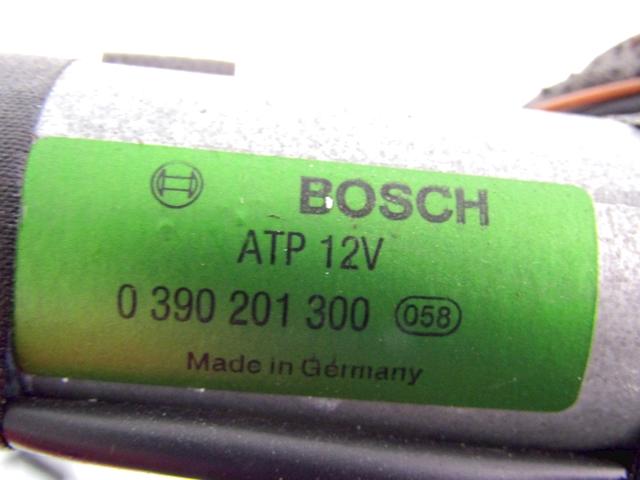 BOSCH
ATP 12V
0 390 201 300 058
Made in Germany